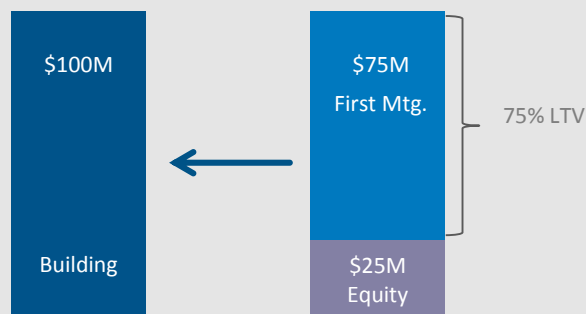 $100M
Building
$75M
First Mtg.
$25M
Equity
75% LTV